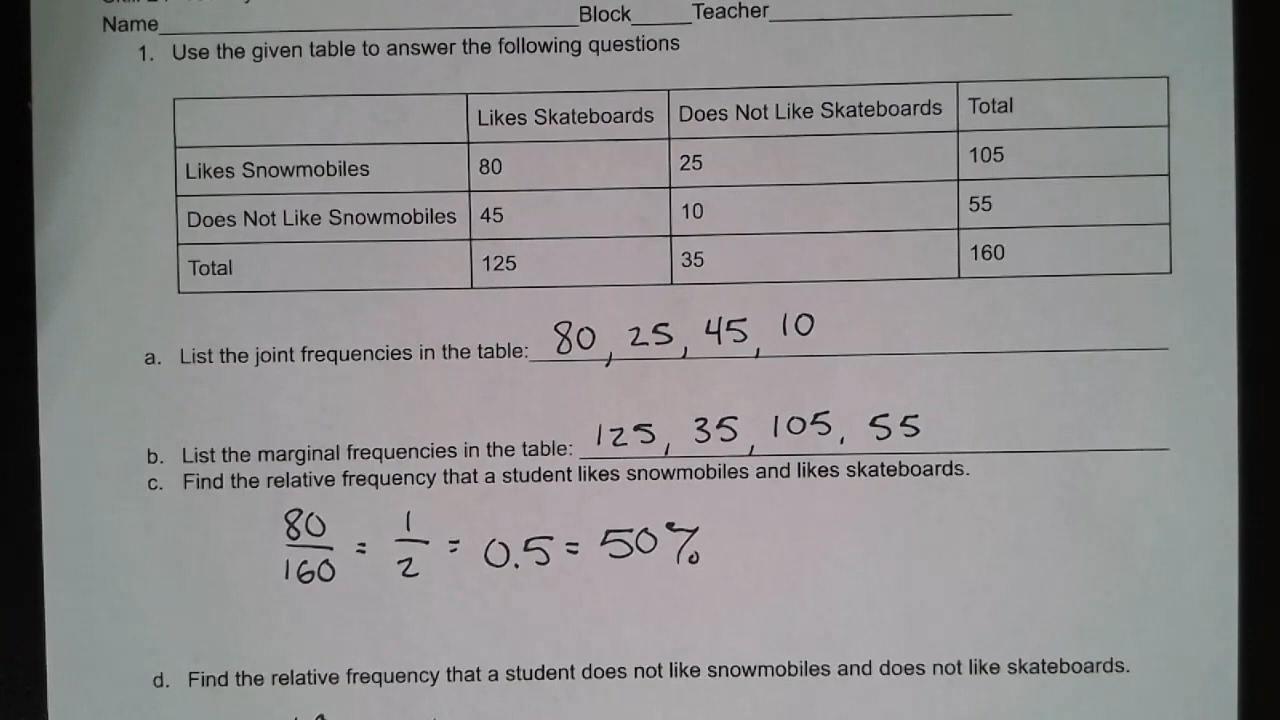 Name Block Teacher
1. Use the given table to answer the following questions
Likes Skateboards Does Not Like Skateboards Total
Likes Snowmobiles 80 25 105
Does Not Like Snowmobiles 45 10 55
Total 125 35 160
a. List the joint frequencies in the table: 80, 25, 45, 10
b. List the marginal frequencies in the table: 125, 35, 105, 55
c. Find the relative frequency that a student likes snowmobiles and likes skateboards.
80/160 = 1/2 = 0.5 = 50%
d. Find the relative frequency that a student does not like snowmobiles and does not like skateboards.